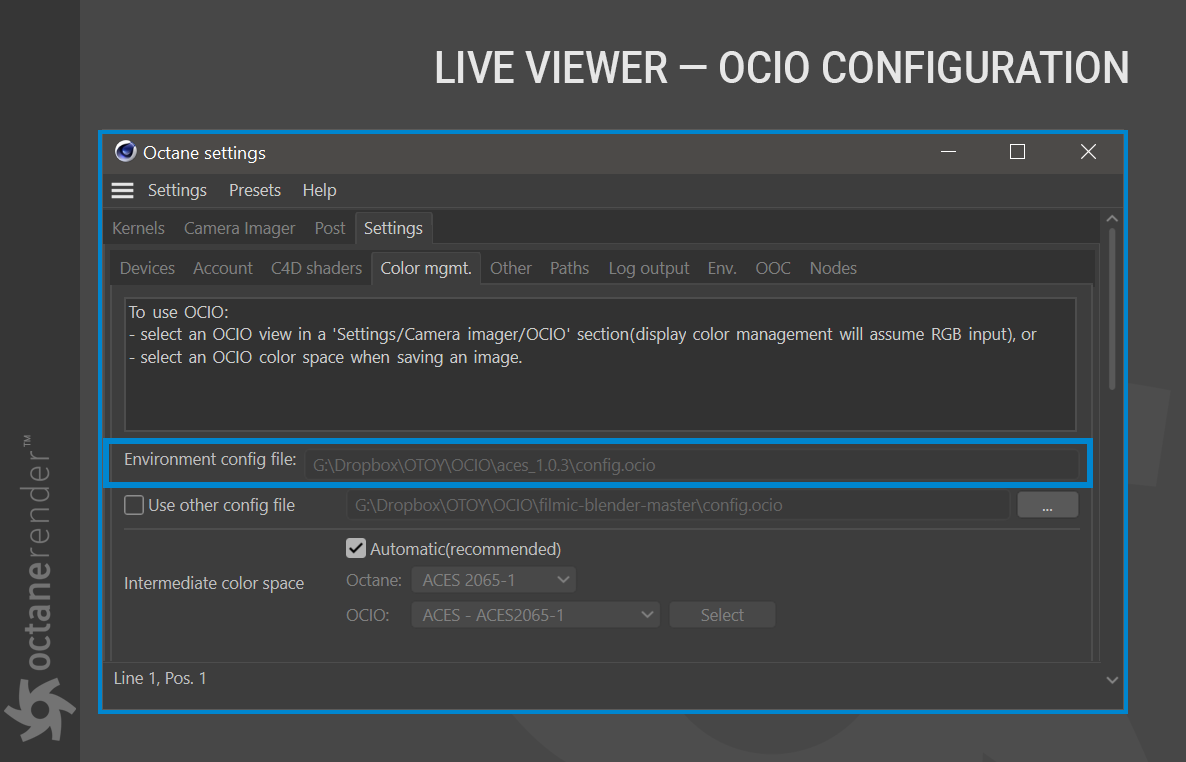 LIVE VIEWER — OCIO CONFIGURATION
Octane settings
Settings Presets Help
Kernels Camera Imager Post Settings
Devices Account C4D shaders Color mgmt. Other Paths Log output Env. OOC Nodes
To use OCIO:
- select an OCIO view in a 'Settings/Camera imager/OCIO' section(display color management will assume RGB input), or
- select an OCIO color space when saving an image.
Environment config file: G:\Dropbox\OTOY\OCIO\aces_1.0.3\config.ocio
Use other config file G:\Dropbox\OTOY\OCIO\filmic-blender-master\config.ocio ...
Automatic(recommended)
Intermediate color space
Octane: ACES 2065-1
OCIO: ACES - ACES2065-1 Select
Line 1, Pos. 1
octanerender™